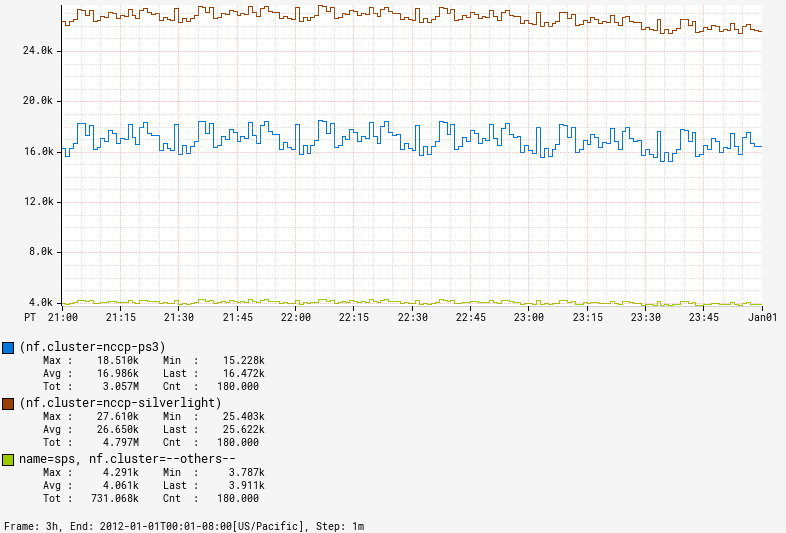 24.0k
20.0k
16.0k
12.0k
8.0k
4.0k
PT 21:00 21:15 21:30 21:45 22:00 22:15 22:30 22:45 23:00 23:15 23:30 23:45 Jan01
(nf.cluster=nccp-ps3)
Max : 18.510k Min : 15.228k
Avg : 16.986k Last : 16.472k
Tot : 3.057M Cnt : 180.000
(nf.cluster=nccp-silverlight)
Max : 27.610k Min : 25.403k
Avg : 26.650k Last : 25.622k
Tot : 4.797M Cnt : 180.000
name=sps, nf.cluster=--others--
Max : 4.291k Min : 3.787k
Avg : 4.061k Last : 3.911k
Tot : 731.068k Cnt : 180.000
Frame: 3h, End: 2012-01-01T00:01-08:00[US/Pacific], Step: 1m